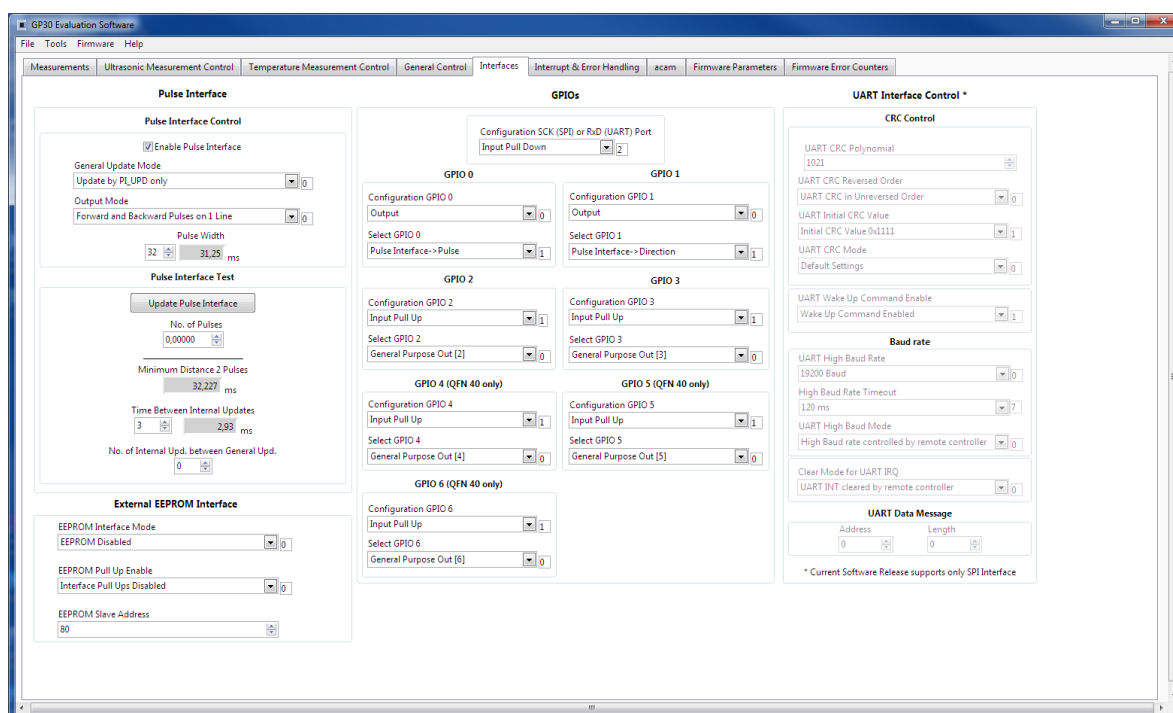 GP30 Evaluation Software
File Tools Firmware Help
Measurements Ultrasonic Measurement Control Temperature Measurement Control General Control Interfaces Interrupt & Error Handling acam Firmware Parameters Firmware Error Counters
Pulse Interface
Pulse Interface Control
Enable Pulse Interface
General Update Mode
Update by PI_UPD only 0
Output Mode
Forward and Backward Pulses on 1 Line 0
Pulse Width
32 31,25 ms
Pulse Interface Test
Update Pulse Interface
No. of Pulses
0,00000
Minimum Distance 2 Pulses
32,227 ms
Time Between Internal Updates
3 2,93 ms
No. of Internal Upd. between General Upd.
0
External EEPROM Interface
EEPROM Interface Mode
EEPROM Disabled 0
EEPROM Pull Up Enable
Interface Pull Ups Disabled 0
EEPROM Slave Address
80
GPIOs
Configuration SCK (SPI) or RxD (UART) Port
Input Pull Down 2
GPIO 0
Configuration GPIO 0
Output 0
Select GPIO 0
Pulse Interface->Pulse 1
GPIO 1
Configuration GPIO 1
Output 0
Select GPIO 1
Pulse Interface->Direction 1
GPIO 2
Configuration GPIO 2
Input Pull Up 1
Select GPIO 2
General Purpose Out [2] 0
GPIO 3
Configuration GPIO 3
Input Pull Up 1
Select GPIO 3
General Purpose Out [3] 0
GPIO 4 (QFN 40 only)
Configuration GPIO 4
Input Pull Up 1
Select GPIO 4
General Purpose Out [4] 0
GPIO 5 (QFN 40 only)
Configuration GPIO 5
Input Pull Up 1
Select GPIO 5
General Purpose Out [5] 0
GPIO 6 (QFN 40 only)
Configuration GPIO 6
Input Pull Up 1
Select GPIO 6
General Purpose Out [6] 0
UART Interface Control *
CRC Control
UART CRC Polynomial
1021
UART CRC Reversed Order
UART CRC in Unreversed Order 0
UART Initial CRC Value
Initial CRC Value 0x1111 1
UART CRC Mode
Default Settings 0
UART Wake Up Command Enable
Wake Up Command Enabled 1
Baud rate
UART High Baud Rate
19200 Baud 0
High Baud Rate Timeout
120 ms 7
UART High Baud Mode
High Baud rate controlled by remote controller 0
Clear Mode for UART IRQ
UART INT cleared by remote controller 0
UART Data Message
Address Length
0 0
* Current Software Release supports only SPI Interface